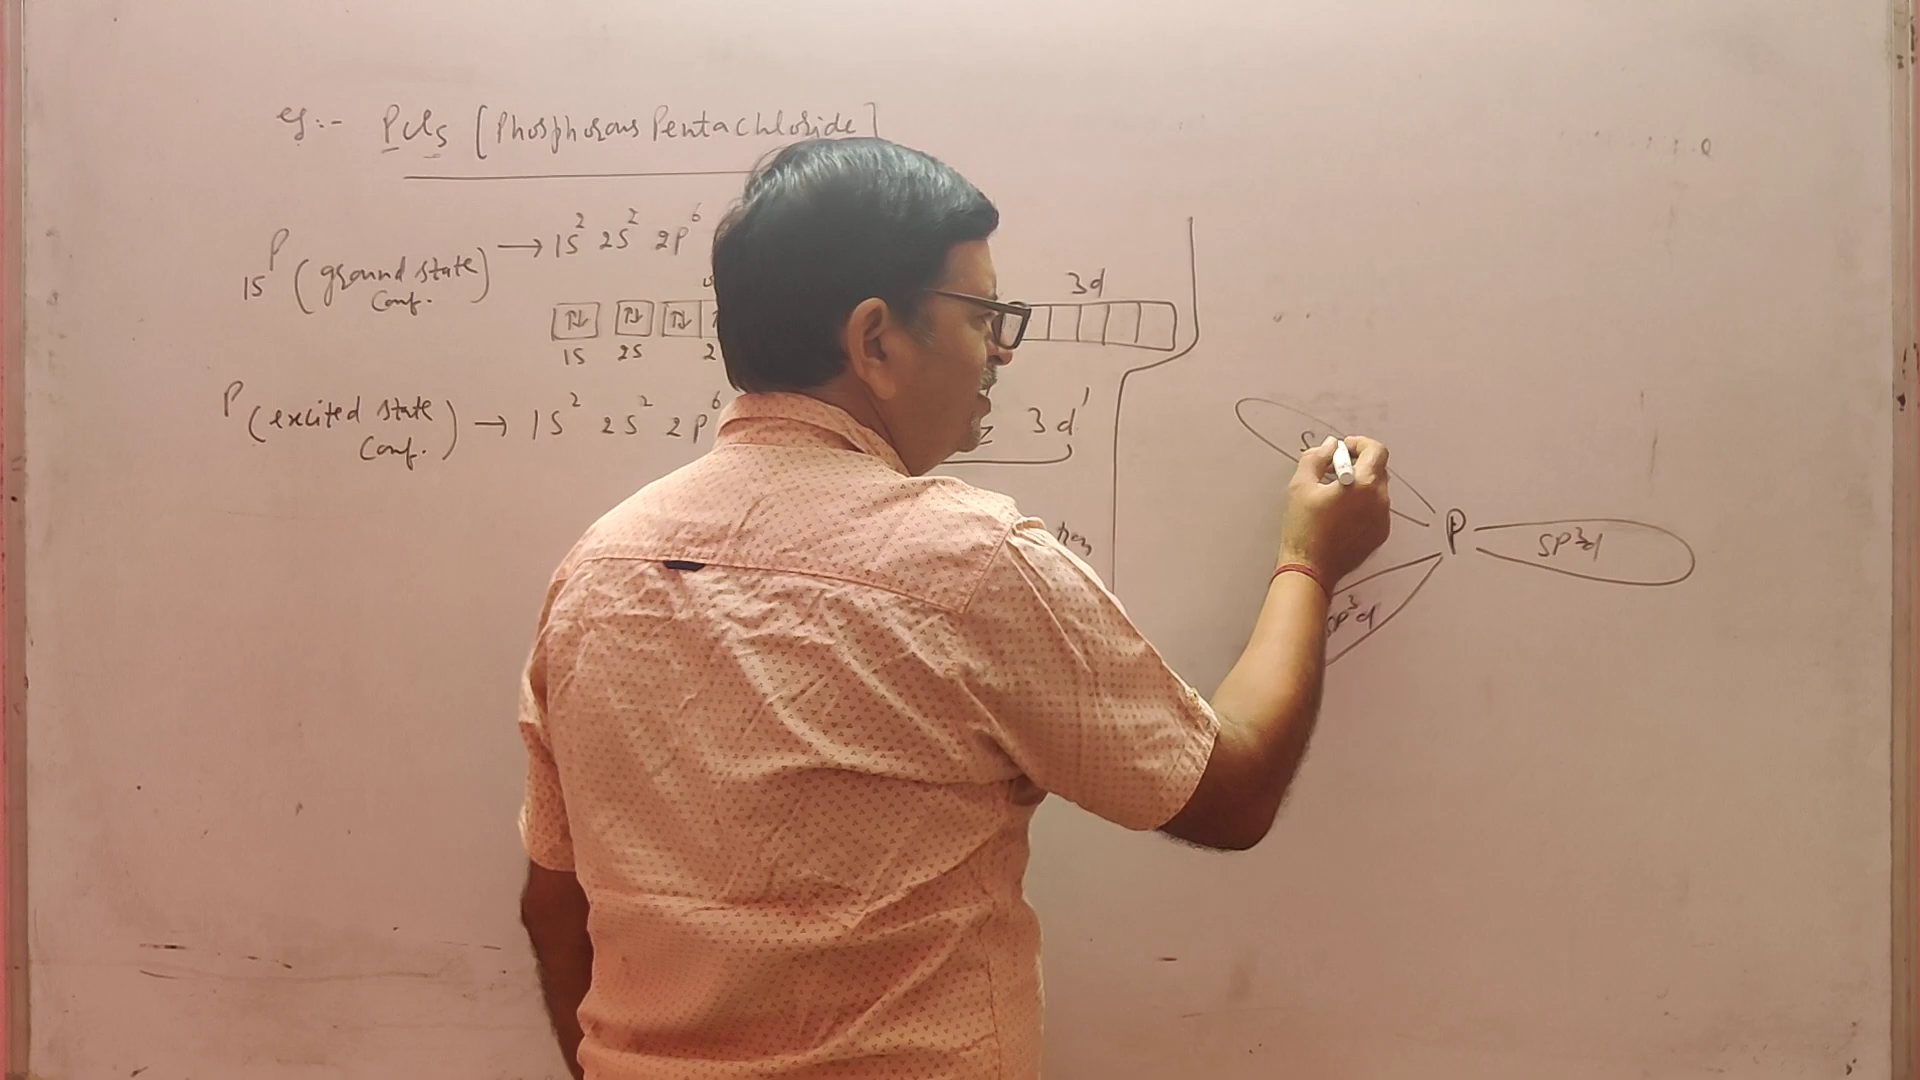 eg:- PCl5 [Phosphorous Pentachloride]
15P (ground state Conf.) → 1S² 2S² 2P⁶
3d
1S 2S 2
P (excited state Conf.) → 1S² 2S² 2P⁶ 3d¹
S
P
SP³d
SP³d